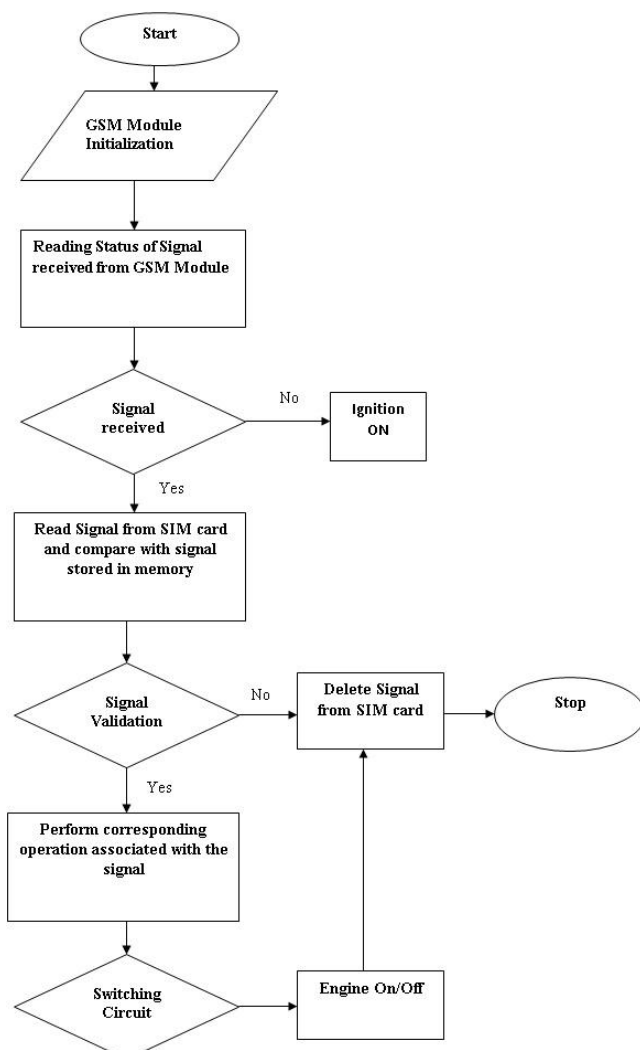 Start
GSM Module
Initialization
Reading Status of Signal
received from GSM Module
Signal
received
No
Ignition
ON
Yes
Read Signal from SIM card
and compare with signal
stored in memory
Signal
Validation
No
Delete Signal
from SIM card
Stop
Yes
Perform corresponding
operation associated with the
signal
Switching
Circuit
Engine On/Off